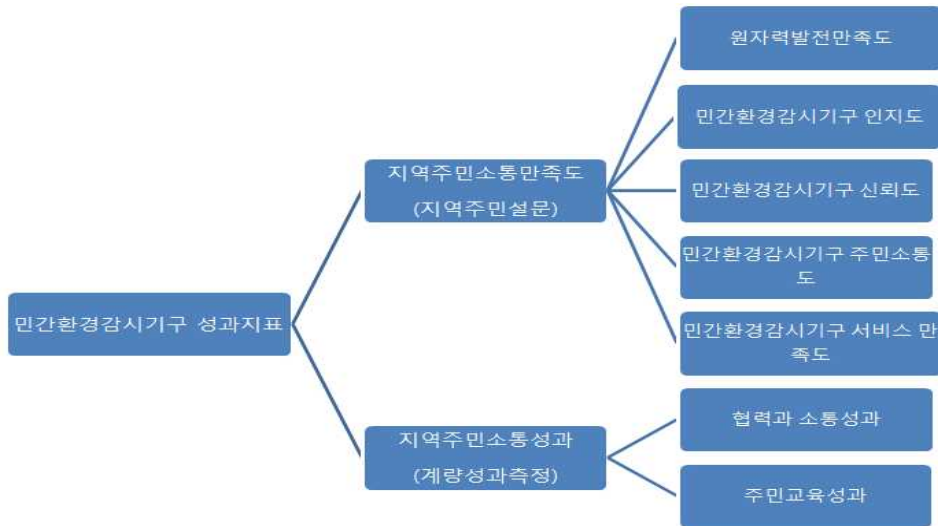 민간환경감시기구 성과지표
지역주민소통만족도
(지역주민설문)
원자력발전만족도
민간환경감시기구 인지도
민간환경감시기구 신뢰도
민간환경감시기구 주민소통
도
민간환경감시기구 서비스 만
족도
지역주민소통성과
(계량성과측정)
협력과 소통성과
주민교육성과